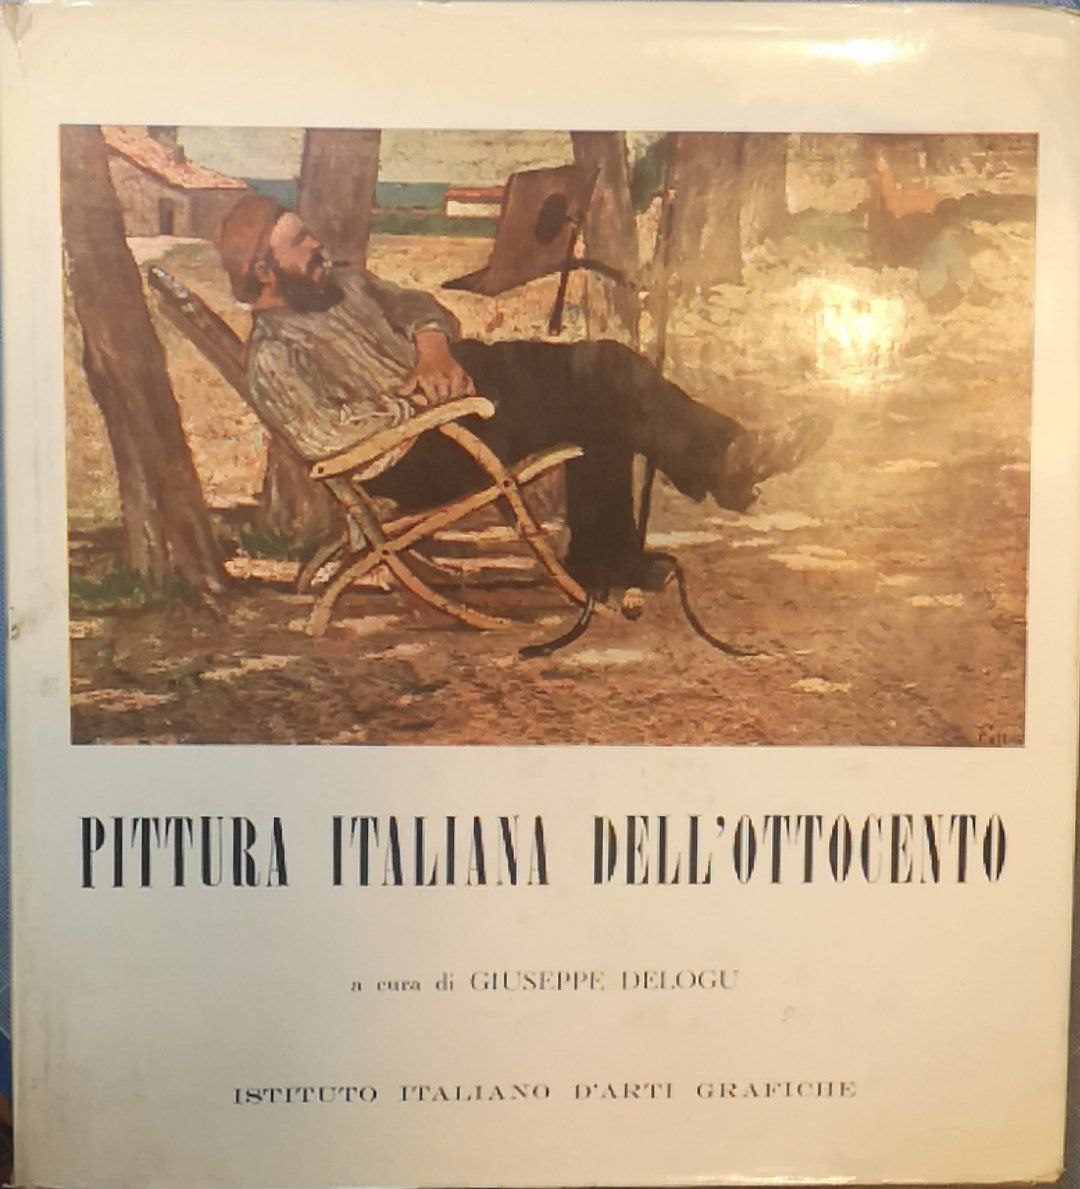 PITTURA ITALIANA DELL'OTTOCENTO
a cura di GIUSEPPE DELOGU
ISTITUTO ITALIANO D'ARTI GRAFICHE